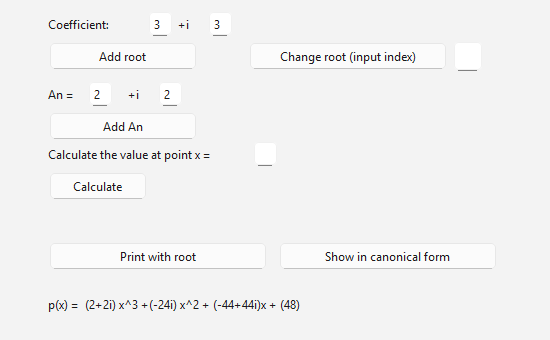 Coefficient: 3 +i 3
Add root Change root (input index)
An = 2 +i 2
Add An
Calculate the value at point x =
Calculate
Print with root Show in canonical form
p(x) = (2+2i) x^3 +(-24i) x^2 + (-44+44i)x + (48)